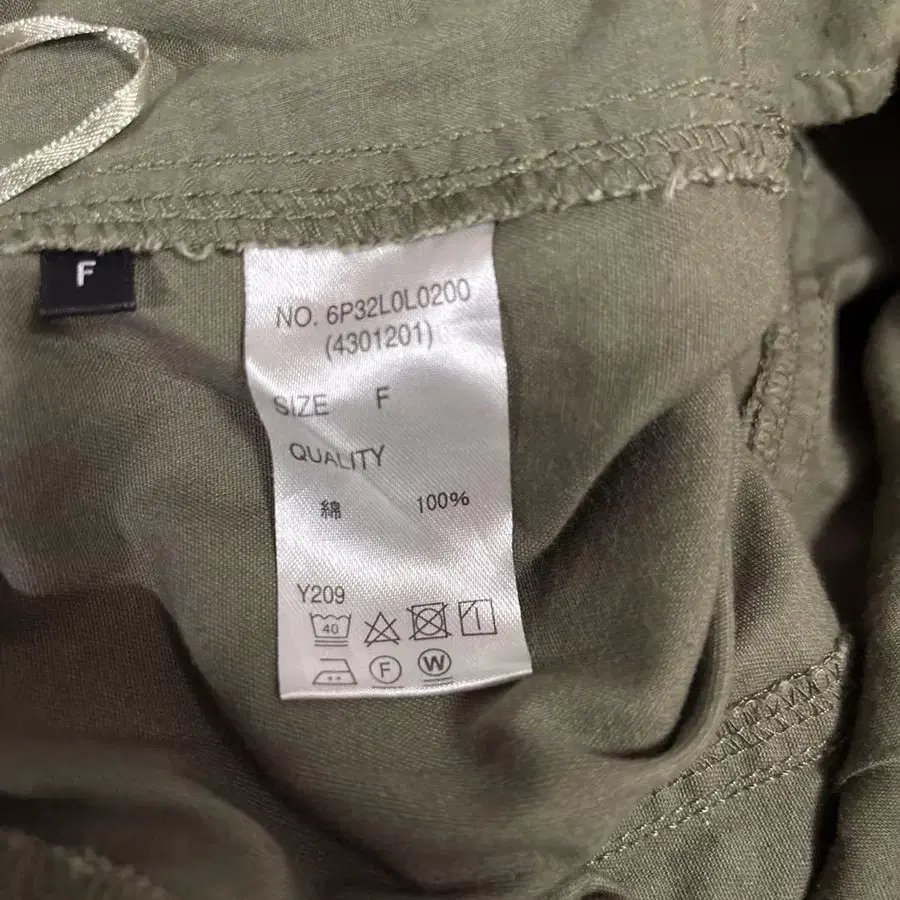 F
NO. 6P32L0L0200
(4301201)
SIZE F
QUALITY
綿 100%
Y209
40
F W